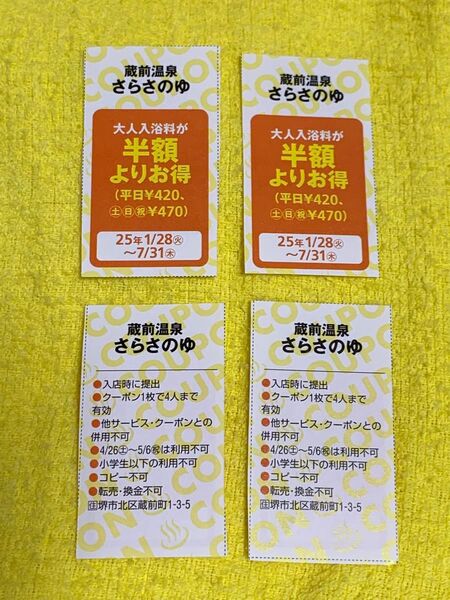 蔵前温泉
さらさのゆ
大人入浴料が
半額
よりお得
(平日¥420、
㊏㊐㊗¥470)
25年1/28㊋
〜7/31㊍
蔵前温泉
さらさのゆ
大人入浴料が
半額
よりお得
(平日¥420、
㊏㊐㊗¥470)
25年1/28㊋
〜7/31㊍
蔵前温泉
さらさのゆ
●入店時に提出
●クーポン1枚で4人まで
有効
●他サービス・クーポンとの
併用不可
●4/26㊏〜5/6㊗は利用不可
●小学生以下の利用不可
●コピー不可
●転売・換金不可
㊟堺市北区蔵前町1-3-5
蔵前温泉
さらさのゆ
●入店時に提出
●クーポン1枚で4人まで
有効
●他サービス・クーポンとの
併用不可
●4/26㊏〜5/6㊗は利用不可
●小学生以下の利用不可
●コピー不可
●転売・換金不可
堺市北区蔵前町1-3-5
COUPON
COUPON
COUPON
COUPON